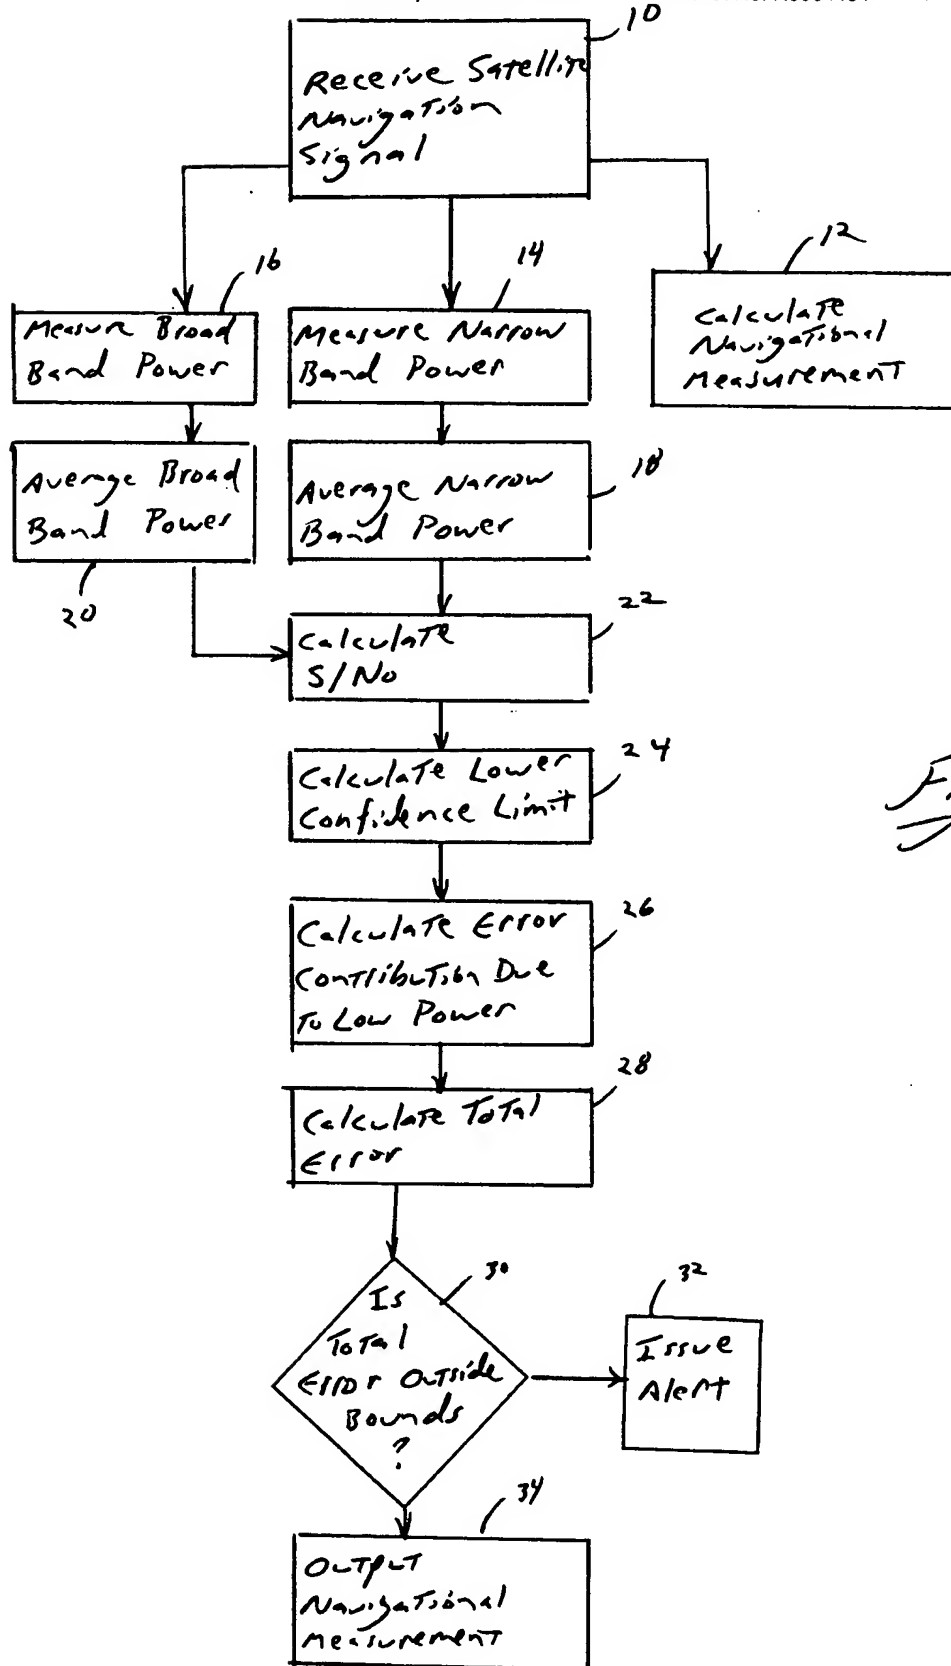 10
Receive Satellite
Navigation
Signal
16
14
12
Measure Broad
Band Power
Measure Narrow
Band Power
Calculate
Navigational
Measurement
Average Broad
Band Power
Average Narrow
Band Power
18
20
22
Calculate
S/No
24
Calculate Lower
Confidence Limit
26
Calculate Error
Contribution Due
To Low Power
28
Calculate Total
Error
30
Is
Total
Error Outside
Bounds
?
32
Issue
Alert
34
Output
Navigational
Measurement